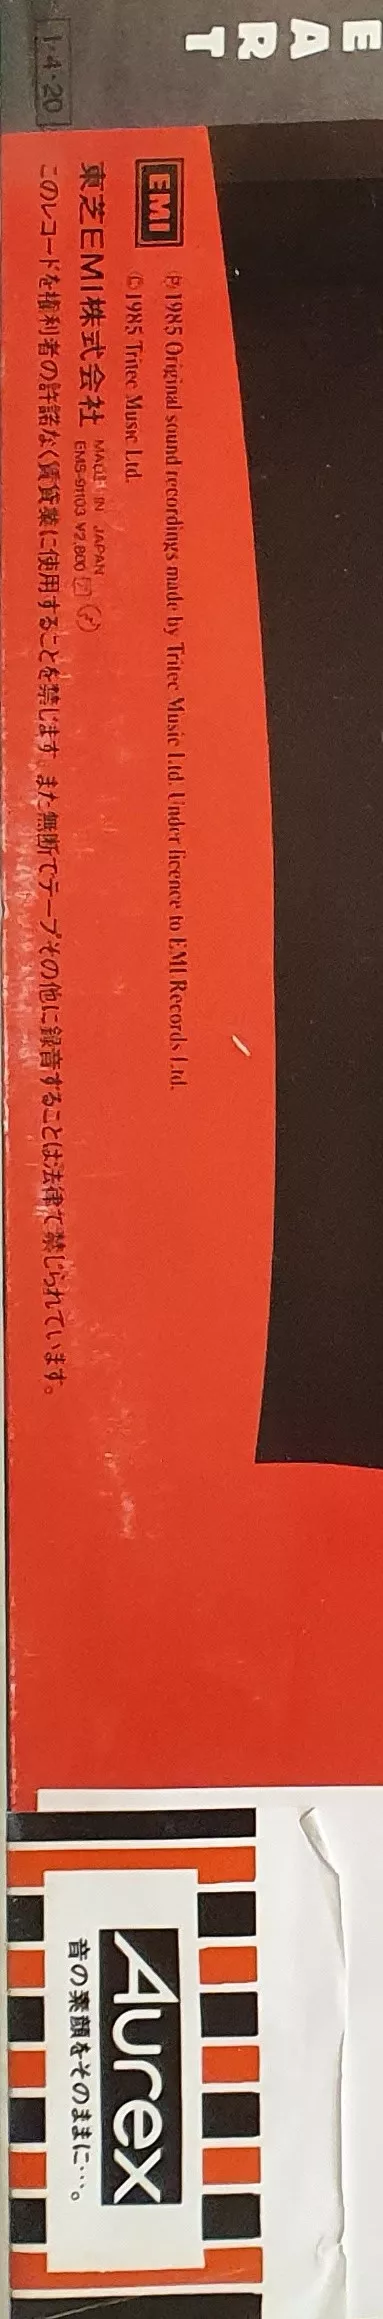 EART
1·4·20
EMI
℗1985 Original sound recordings made by Tritec Music Ltd. Under licence to EMI Records Ltd.
©1985 Tritec Music Ltd.
東芝EMI株式会社 MADE IN JAPAN
EMS-91103 ¥2,800
このレコードを権利者の許諾なく賃貸業に使用することを禁じます。また無断でテープその他に録音することは法律で禁じられています。
Aurex
音の素顔をそのままに…。